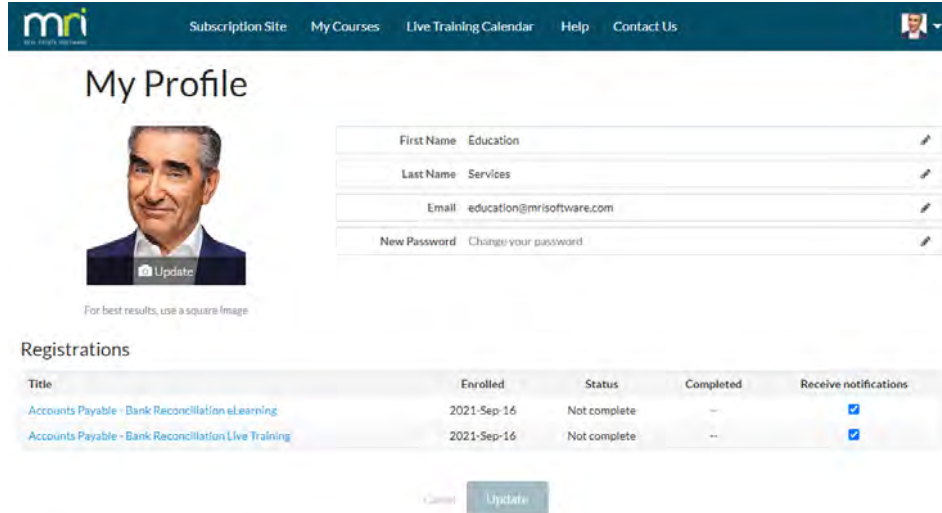 mri
REAL ESTATE SOFTWARE
Subscription Site My Courses Live Training Calendar Help Contact Us
My Profile
First Name Education
Last Name Services
Email education@mrisoftware.com
New Password Change your password
Update
For best results, use a square image
Registrations
Title Enrolled Status Completed Receive notifications
Accounts Payable - Bank Reconciliation eLearning 2021-Sep-16 Not complete --
Accounts Payable - Bank Reconciliation Live Training 2021-Sep-16 Not complete --
Cancel Update